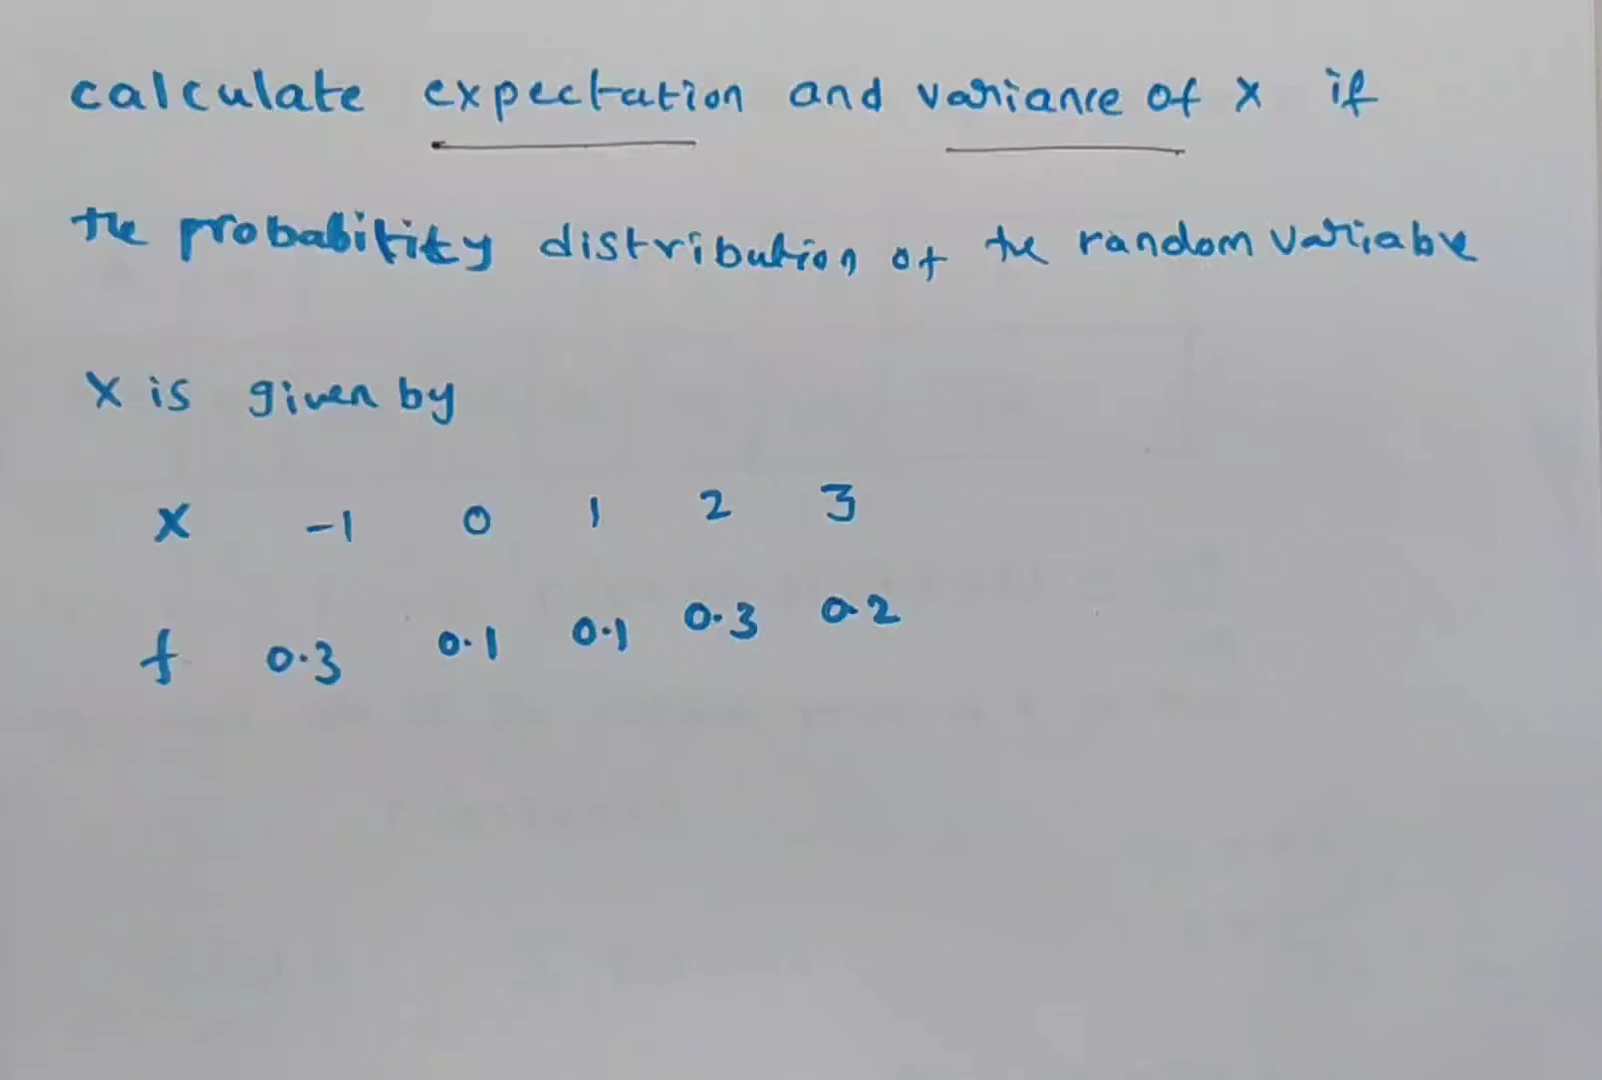 calculate expectation and variance of x if
the probability distribution of the random variable
X is given by
X -1 0 1 2 3
f 0.3 0.1 0.1 0.3 0.2